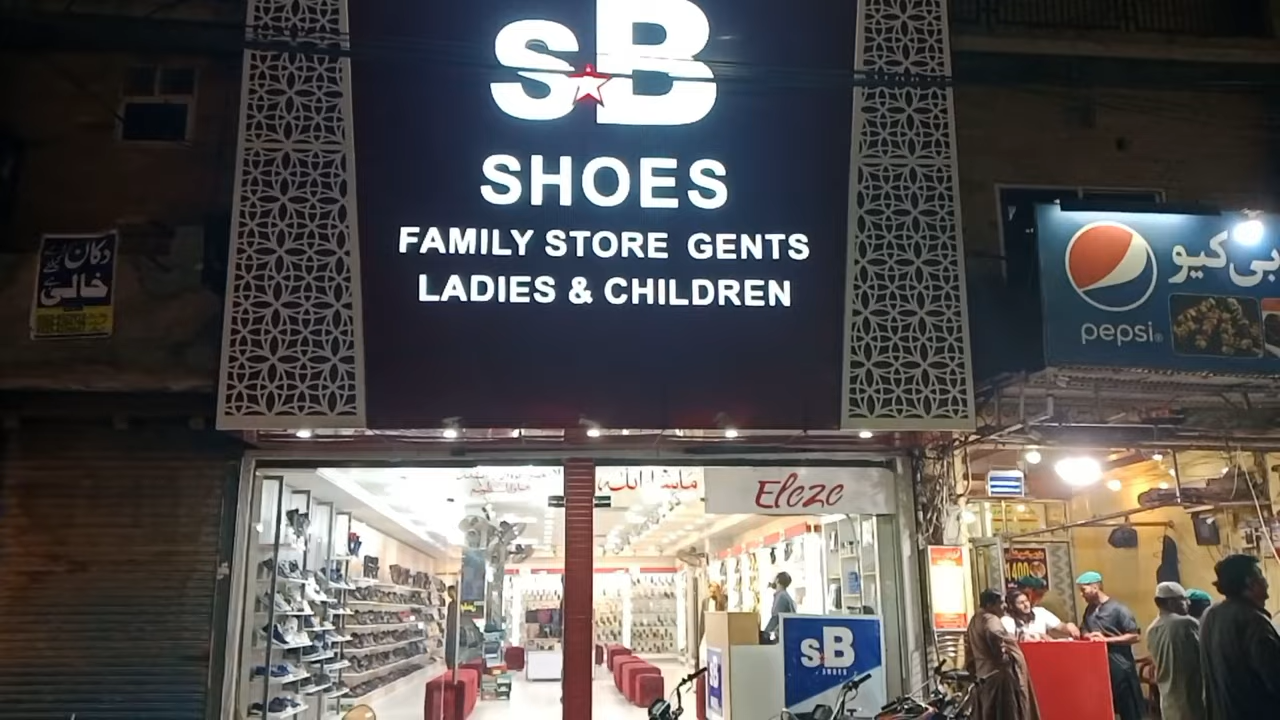 SB
SHOES
FAMILY STORE GENTS
LADIES & CHILDREN
دکان
خالی
بی کیو
pepsi
ماشاءاللہ
Eleze
1400
SB
SHOES